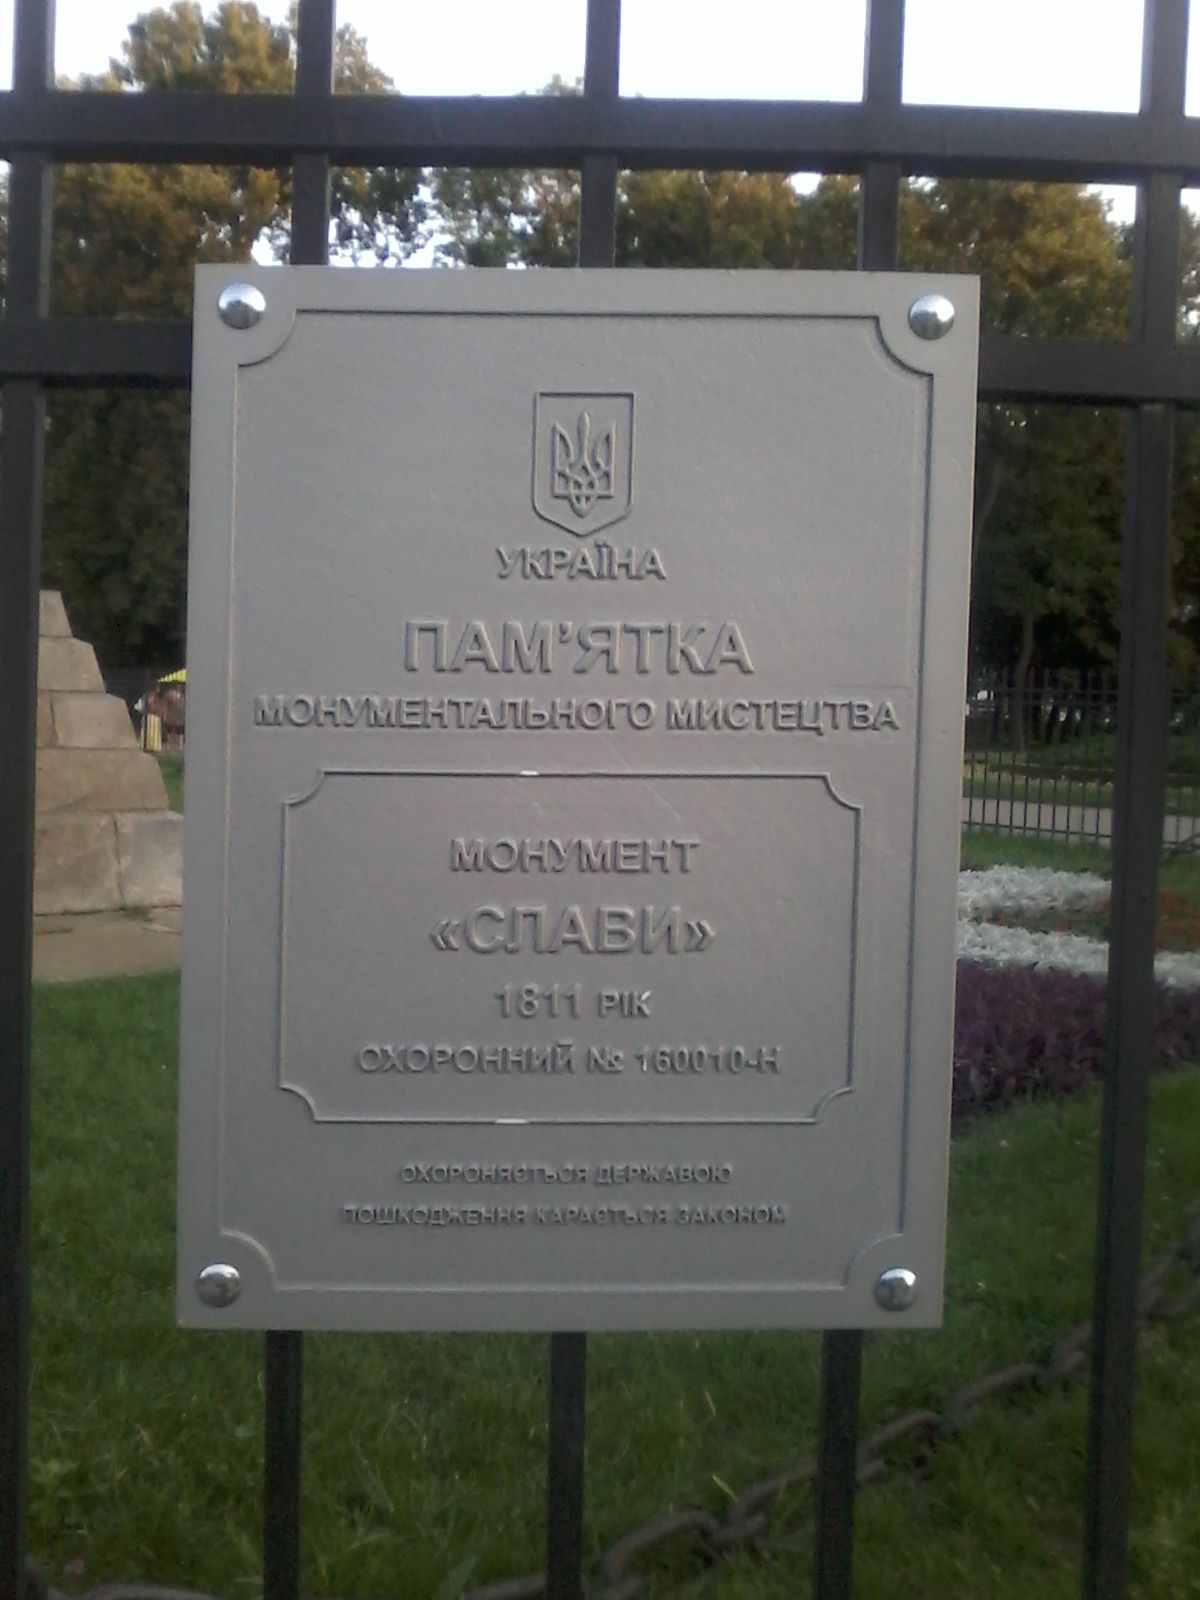 УКРАЇНА
ПАМ’ЯТКА
МОНУМЕНТАЛЬНОГО МИСТЕЦТВА
МОНУМЕНТ
«СЛАВИ»
1811 РІК
ОХОРОННИЙ № 160010-Н
ОХОРОНЯЄТЬСЯ ДЕРЖАВОЮ
ПОШКОДЖЕННЯ КАРАЄТЬСЯ ЗАКОНОМ